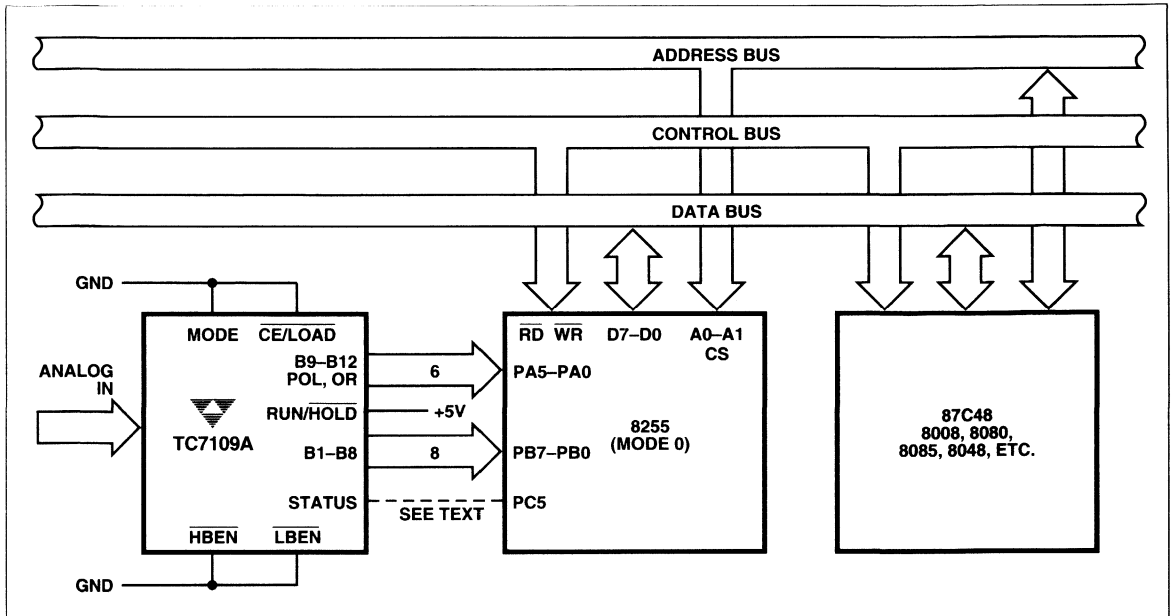 ADDRESS BUS
CONTROL BUS
DATA BUS
GND
MODE CE/LOAD
B9–B12
POL, OR
6
RUN/HOLD
+5V
B1–B8
8
STATUS
SEE TEXT
HBEN LBEN
GND
ANALOG
IN
TC7109A
RD WR D7–D0 A0–A1
CS
PA5–PA0
8255
(MODE 0)
PB7–PB0
PC5
87C48
8008, 8080,
8085, 8048, ETC.